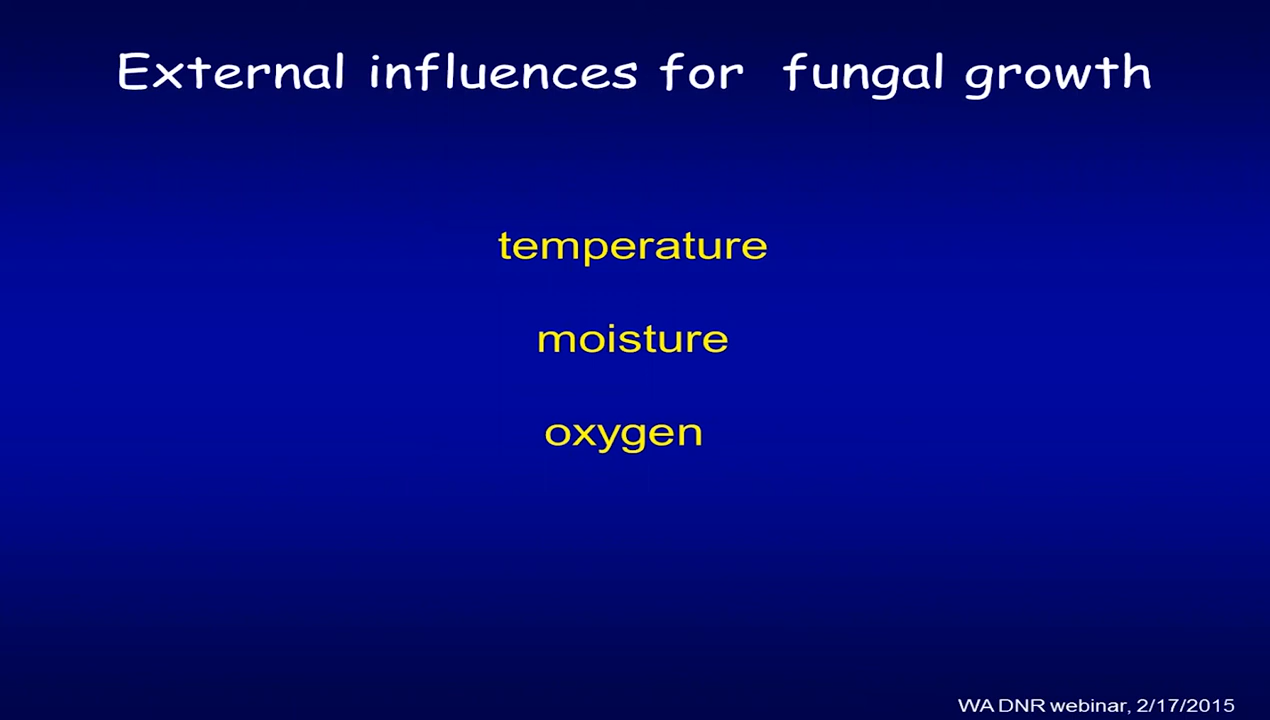 External influences for fungal growth
temperature
moisture
oxygen
WA DNR webinar, 2/17/2015